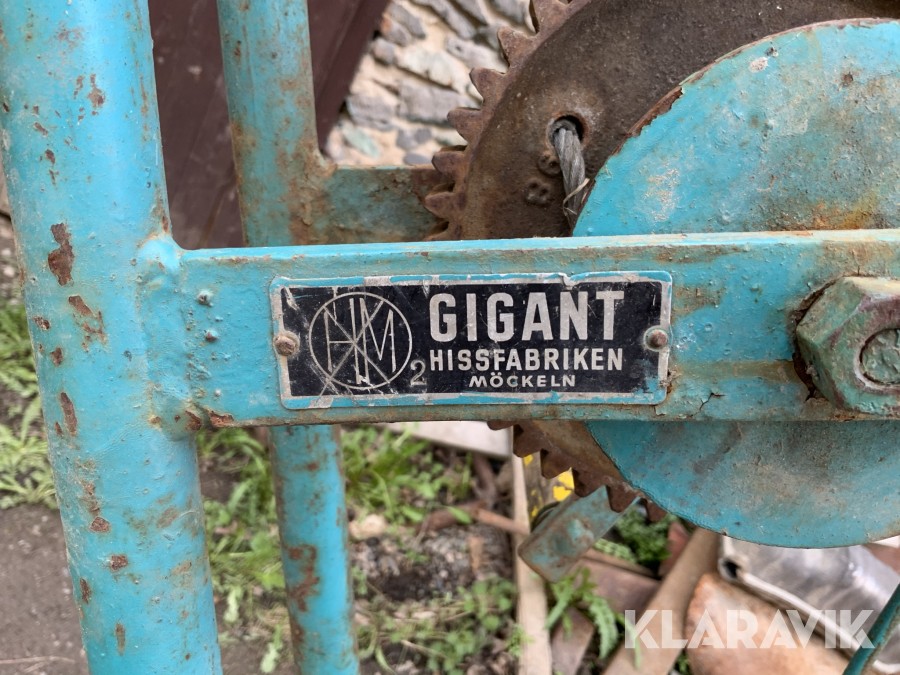 HM
2
GIGANT
HISSFABRIKEN
MÖCKELN
KLARAVIK